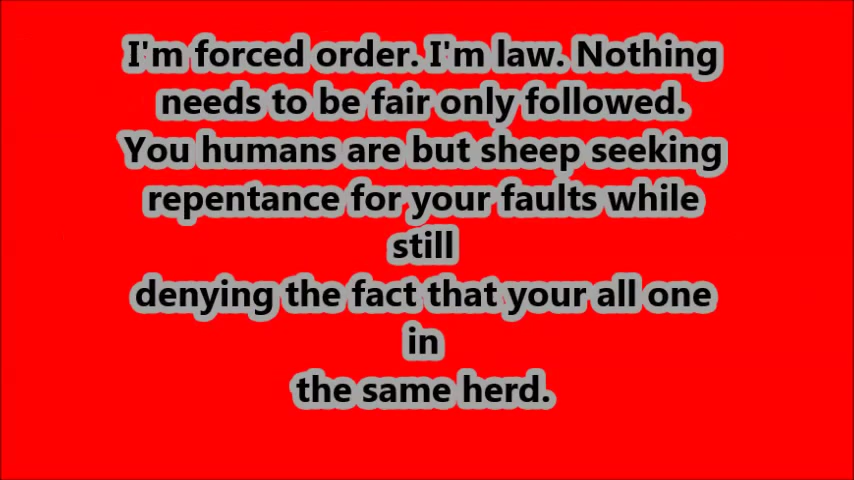 I'm forced order. I'm law. Nothing
needs to be fair only followed.
You humans are but sheep seeking
repentance for your faults while
still
denying the fact that your all one
in
the same herd.